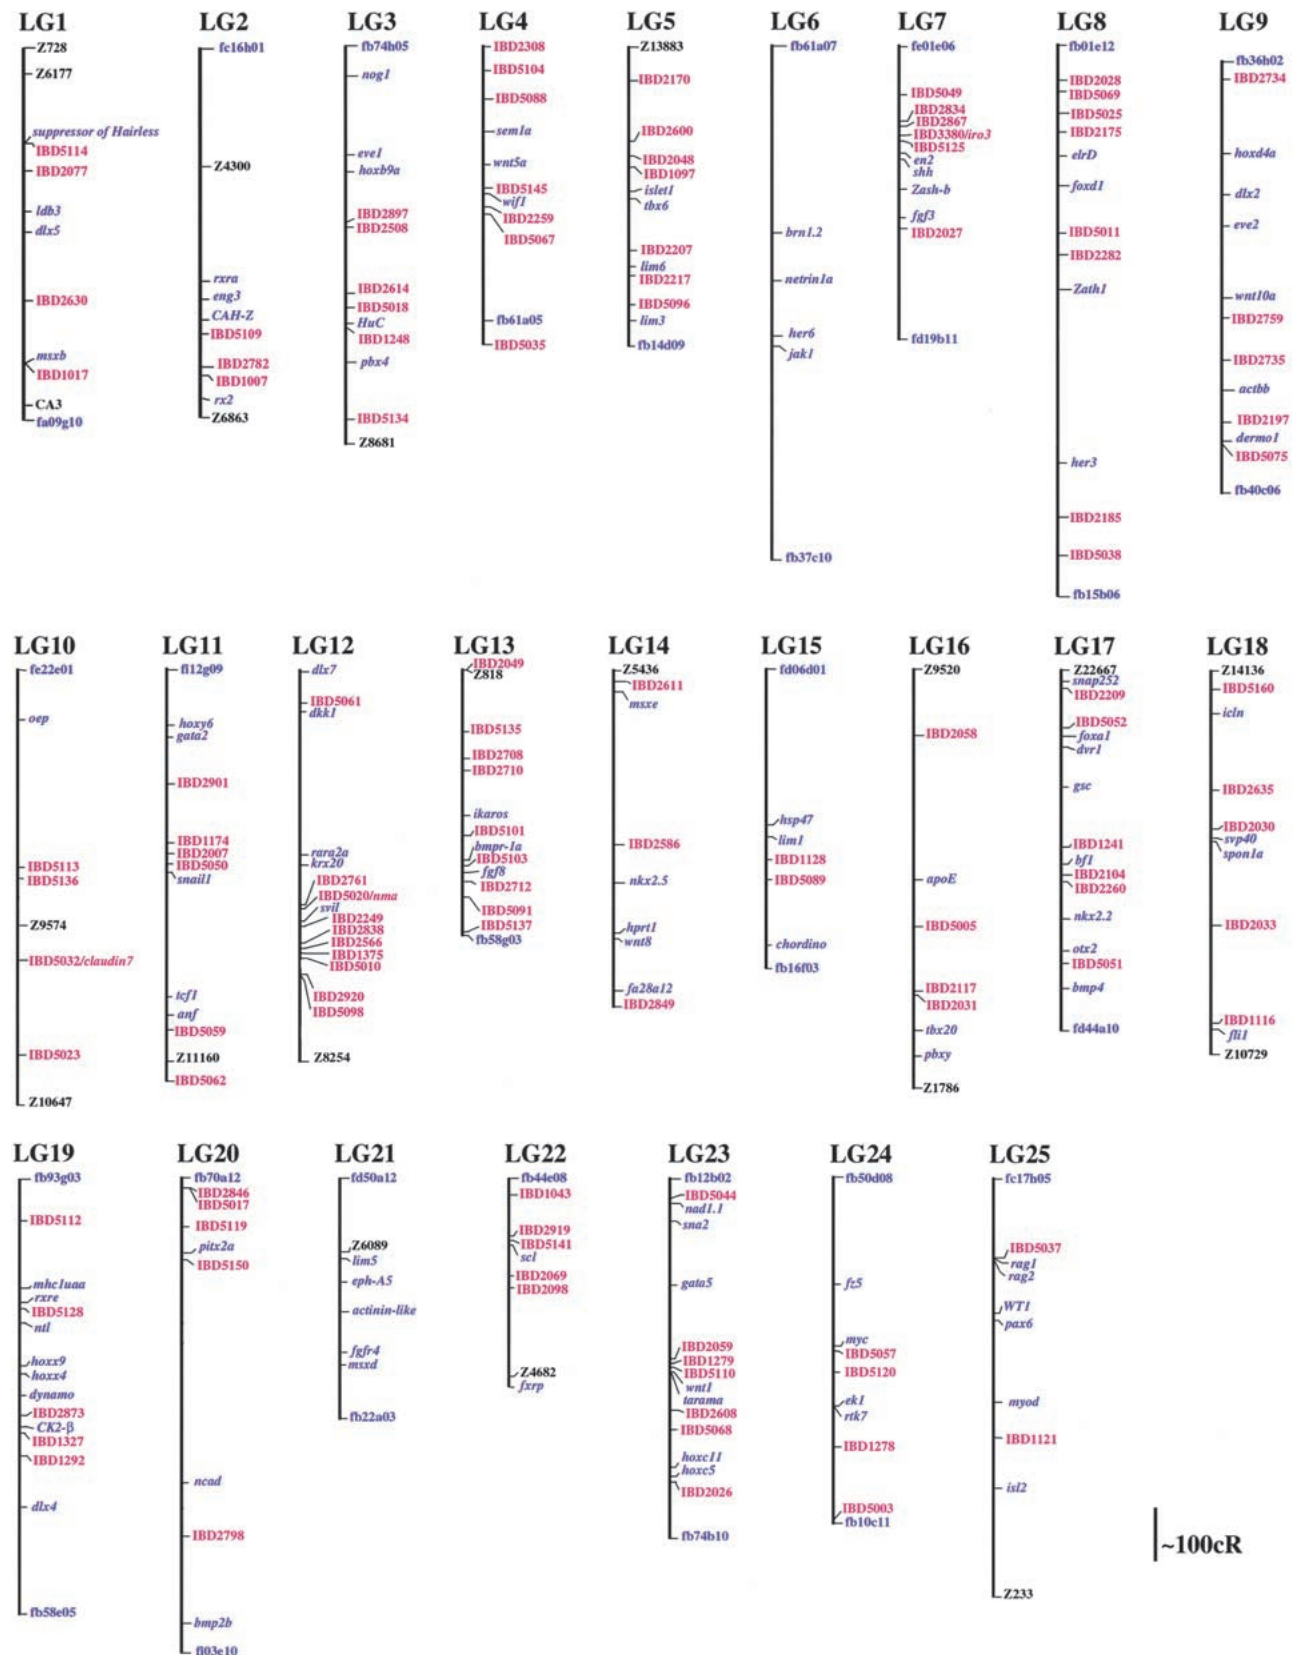 LG1
Z728
Z6177
suppressor of Hairless
IBD5114
IBD2077
ldb3
dlx5
IBD2630
msxb
IBD1017
CA3
fa09g10
LG2
fc16h01
Z4300
rxra
eng3
CAH-Z
IBD5109
IBD2782
IBD1007
rx2
Z6863
LG3
fb74h05
nog1
eve1
hoxb9a
IBD2897
IBD2508
IBD2614
IBD5018
HuC
IBD1248
pbx4
IBD5134
Z8681
LG4
IBD2308
IBD5104
IBD5088
sem1a
wnt5a
IBD5145
wif1
IBD2259
IBD5067
fb61a05
IBD5035
LG5
Z13883
IBD2170
IBD2600
IBD2048
IBD1097
islet1
tbx6
IBD2207
lim6
IBD2217
IBD5096
lim3
fb14d09
LG6
fb61a07
brn1.2
netrin1a
her6
jak1
fb37c10
LG7
fe01e06
IBD5049
IBD2834
IBD2867
IBD3380/iro3
IBD5125
en2
shh
Zash-b
fgf3
IBD2027
fd19b11
LG8
fb01e12
IBD2028
IBD5069
IBD5025
IBD2175
elrD
foxd1
IBD5011
IBD2282
Zath1
her3
IBD2185
IBD5038
fb15b06
LG9
fb36h02
IBD2734
hoxd4a
dlx2
eve2
wnt10a
IBD2759
IBD2735
actbb
IBD2197
dermo1
IBD5075
fb40c06
LG10
fe22e01
oep
IBD5113
IBD5136
Z9574
IBD5032/claudin7
IBD5023
Z10647
LG11
fi12g09
hoxy6
gata2
IBD2901
IBD1174
IBD2007
IBD5050
snail1
tcf1
anf
IBD5059
Z11160
IBD5062
LG12
dlx7
IBD5061
dkk1
rara2a
krx20
IBD2761
IBD5020/nma
svil
IBD2249
IBD2838
IBD2566
IBD1375
IBD5010
IBD2920
IBD5098
Z8254
LG13
IBD2049
Z818
IBD5135
IBD2708
IBD2710
ikaros
IBD5101
bmpr-1a
IBD5103
fgf8
IBD2712
IBD5091
IBD5137
fb58g03
LG14
Z5436
IBD2611
msxe
IBD2586
nkx2.5
hprt1
wnt8
fa28a12
IBD2849
LG15
fd06d01
hsp47
lim1
IBD1128
IBD5089
chordino
fb16f03
LG16
Z9520
IBD2058
apoE
IBD5005
IBD2117
IBD2031
tbx20
pbxy
Z1786
LG17
Z22667
snap252
IBD2209
IBD5052
foxa1
dvr1
gsc
IBD1241
bf1
IBD2104
IBD2260
nkx2.2
otx2
IBD5051
bmp4
fd44a10
LG18
Z14136
IBD5160
icln
IBD2635
IBD2030
svp40
spon1a
IBD2033
IBD1116
fli1
Z10729
LG19
fb93g03
IBD5112
mhc1uaa
rxre
IBD5128
ntl
hoxx9
hoxx4
dynamo
IBD2873
CK2-β
IBD1327
IBD1292
dlx4
fb58e05
LG20
fb70a12
IBD2846
IBD5017
IBD5119
pitx2a
IBD5150
ncad
IBD2798
bmp2b
fj03e10
LG21
fd50a12
Z6089
lim5
eph-A5
actinin-like
fgfr4
msxd
fb22a03
LG22
fb44e08
IBD1043
IBD2919
IBD5141
scl
IBD2069
IBD2098
Z4682
fxrp
LG23
fb12b02
IBD5044
nad1.1
sna2
gata5
IBD2059
IBD1279
IBD5110
wnt1
tarama
IBD2608
IBD5068
hoxc11
hoxc5
IBD2026
fb74b10
LG24
fb50d08
fz5
myc
IBD5057
IBD5120
ek1
rtk7
IBD1278
IBD5003
fb10c11
LG25
fc17h05
IBD5037
rag1
rag2
WT1
pax6
myod
IBD1121
isl2
Z233
~100cR